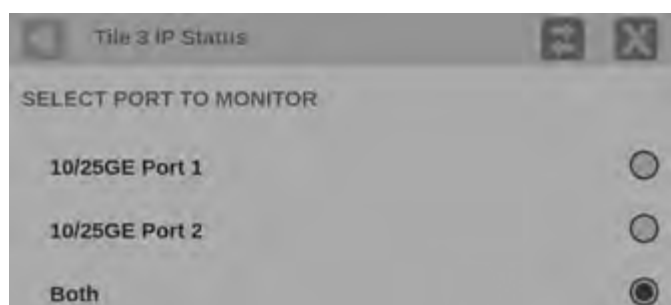 Tile 3 IP Status
SELECT PORT TO MONITOR
10/25GE Port 1
10/25GE Port 2
Both